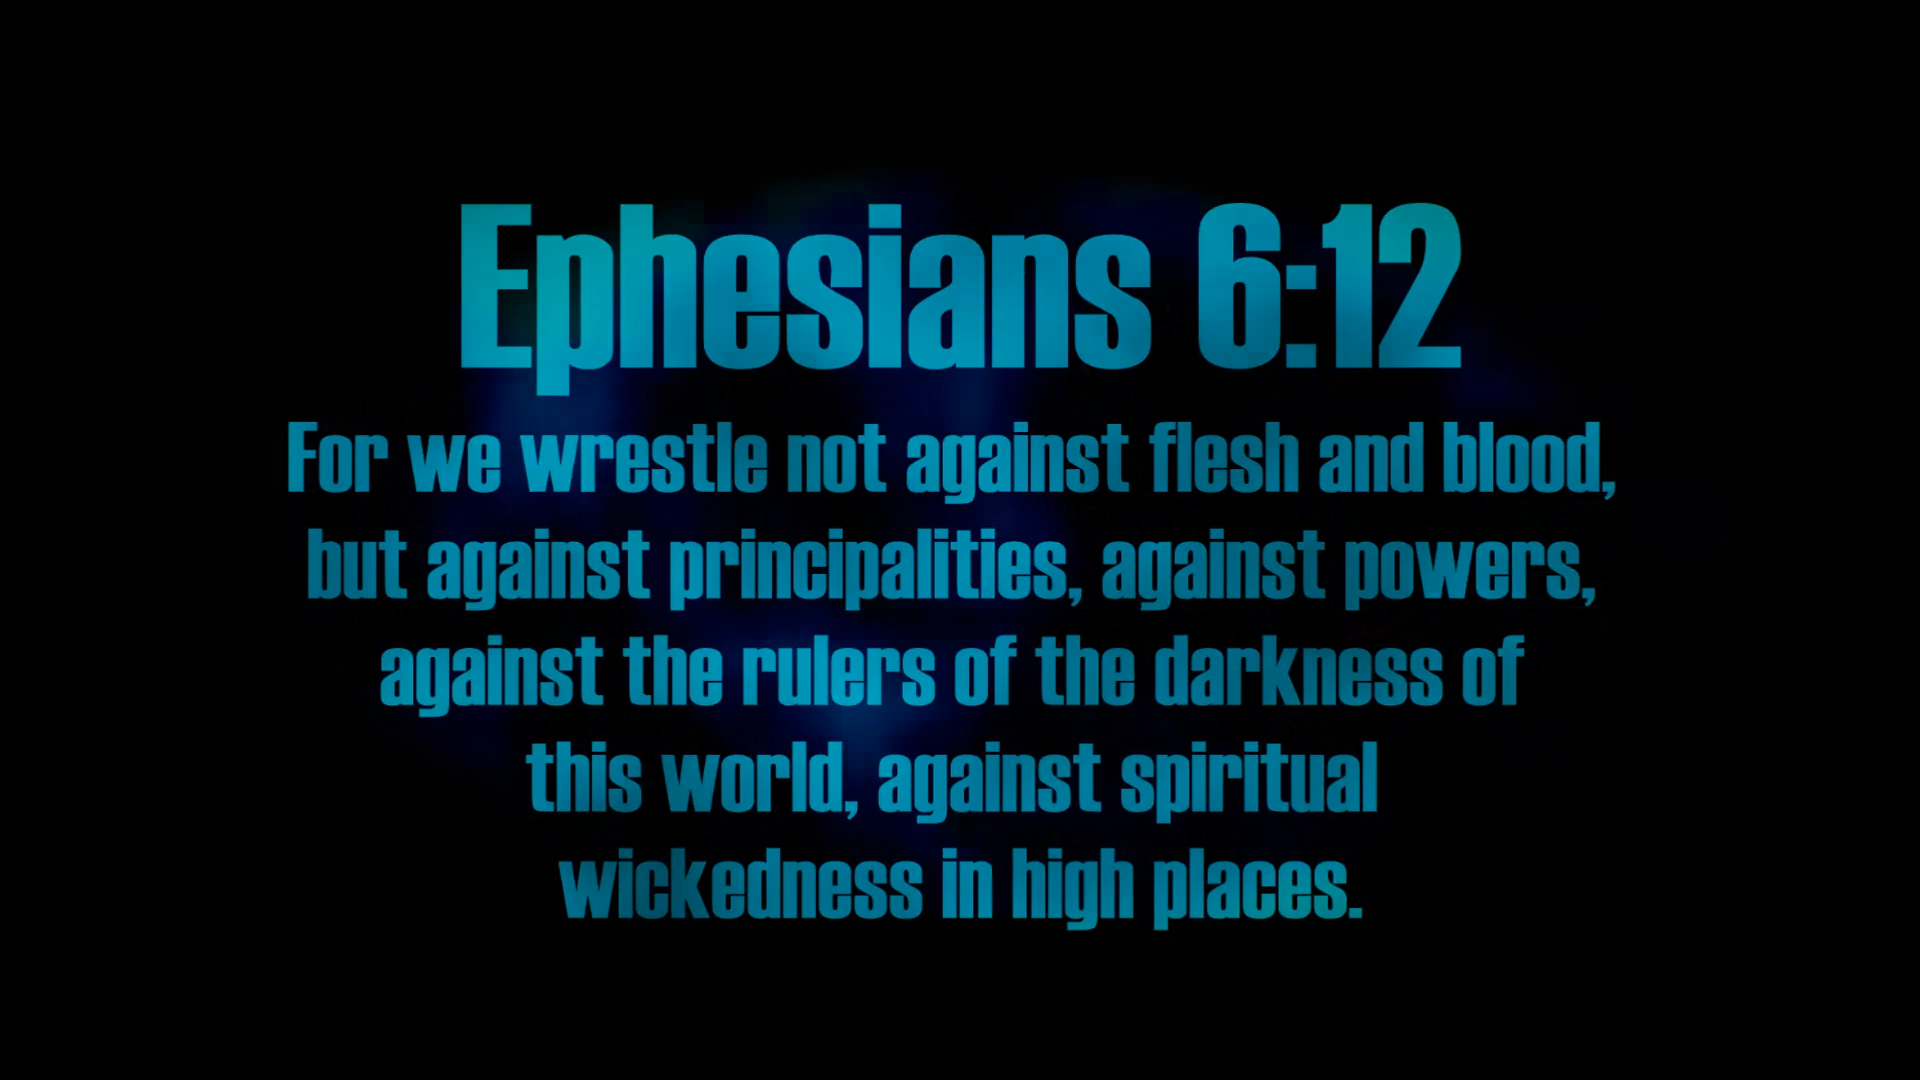 Ephesians 6:12
For we wrestle not against flesh and blood,
but against principalities, against powers,
against the rulers of the darkness of
this world, against spiritual
wickedness in high places.